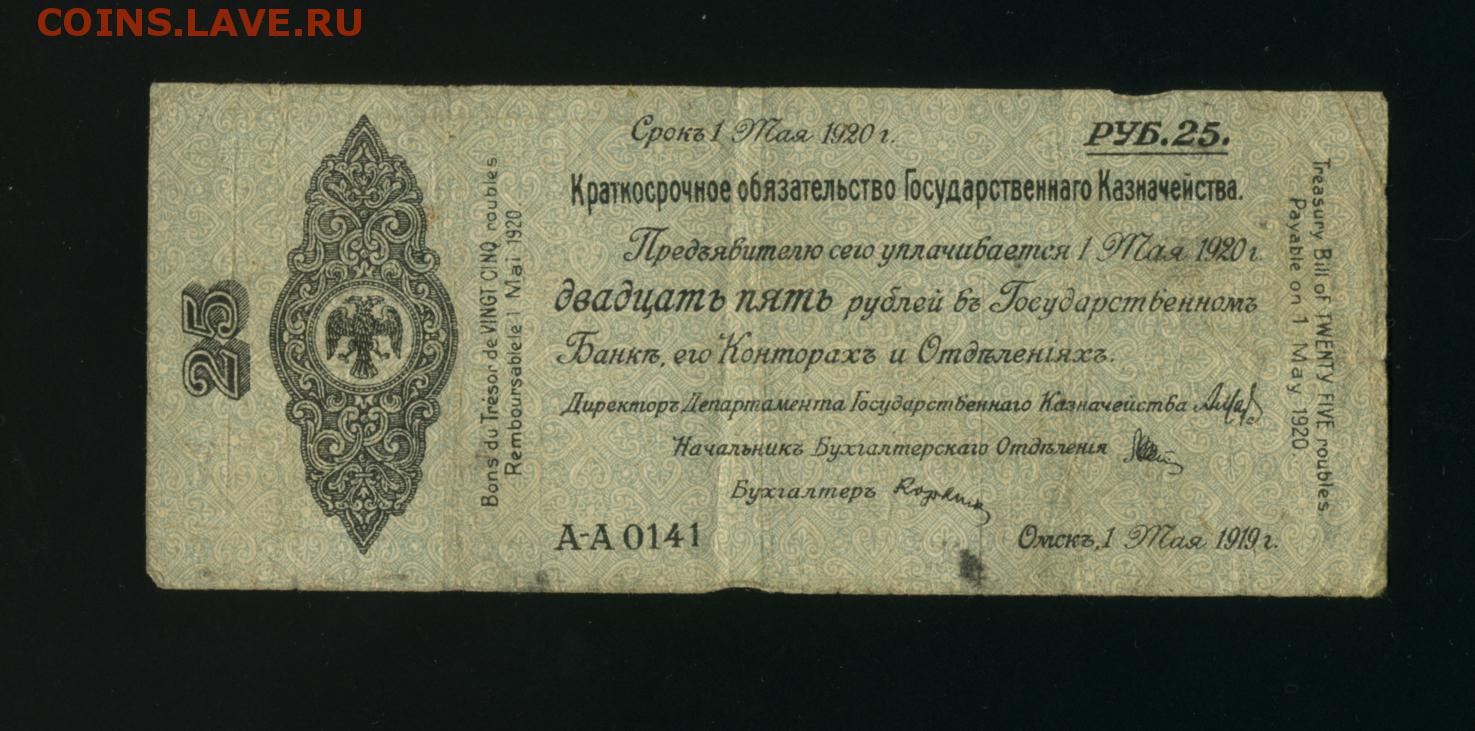 COINS.LAVE.RU
Срокъ 1 Мая 1920 г.
РУБ. 25.
Краткосрочное обязательство Государственнаго Казначейства.
Предъявителю сего уплачивается 1 Мая 1920 г.
двадцать пять рублей въ Государственномъ
Банкѣ, его Конторахъ и Отдѣленіяхъ.
Директоръ Департамента Государственнаго Казначейства
Начальникъ Бухгалтерскаго Отдѣленія
Бухгалтеръ
А-А 0141
Омскъ, 1 Мая 1919 г.
25
Bons du Trésor de VINGT CINQ roubles
Remboursable 1 Mai 1920.
Treasury Bill of TWENTY FIVE roubles
Payable on 1 May 1920.